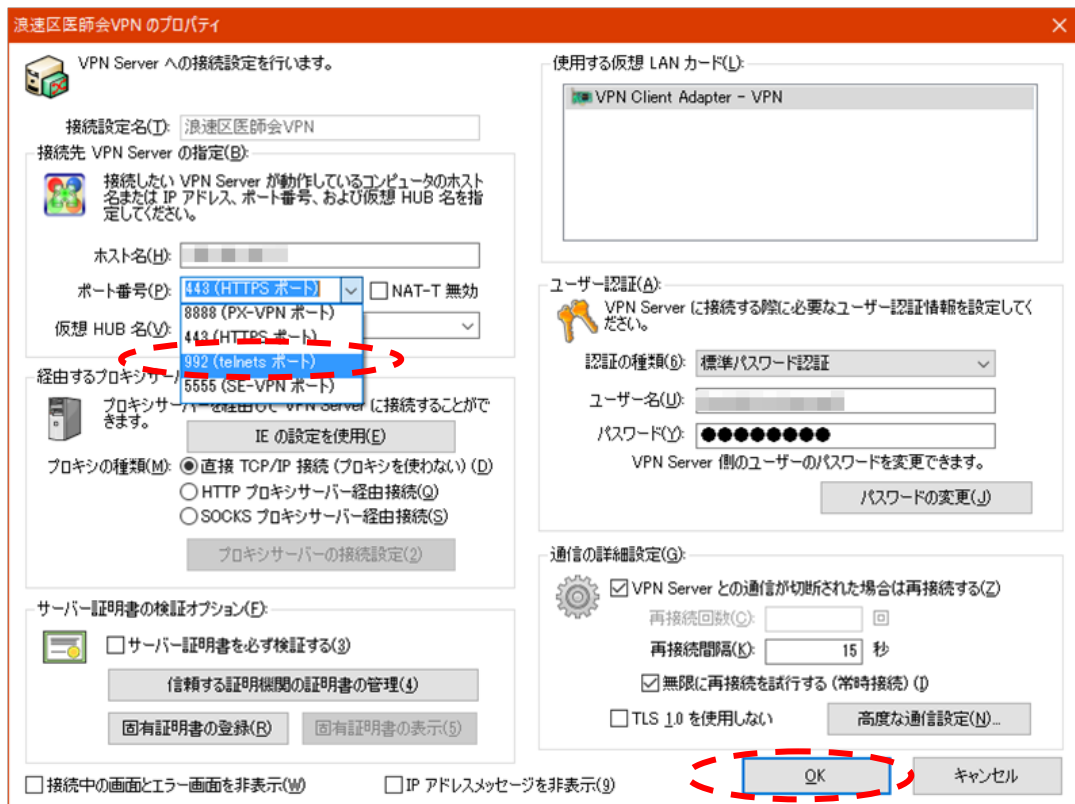 浪速区医師会VPN のプロパティ
VPN Server への接続設定を行います。
接続設定名(T): 浪速区医師会VPN
接続先 VPN Server の指定(B):
接続したい VPN Server が動作しているコンピュータのホスト
名または IP アドレス、ポート番号、および仮想 HUB 名を指
定してください。
ホスト名(H):
ポート番号(P): 443 (HTTPS ポート) NAT-T 無効
8888 (PX-VPN ポート)
仮想 HUB 名(V):
443 (HTTPS ポート)
992 (telnets ポート)
5555 (SE-VPN ポート)
経由するプロキシサーバ
プロキシサーバーを経由して VPN Server に接続することがで
きます。
IE の設定を使用(E)
プロキシの種類(M): 直接 TCP/IP 接続 (プロキシを使わない) (D)
HTTP プロキシサーバー経由接続(Q)
SOCKS プロキシサーバー経由接続(S)
プロキシサーバーの接続設定(2)
サーバー証明書の検証オプション(F):
サーバー証明書を必ず検証する(3)
信頼する証明機関の証明書の管理(4)
固有証明書の登録(R) 固有証明書の表示(5)
接続中の画面とエラー画面を非表示(W) IP アドレスメッセージを非表示(9)
使用する仮想 LAN カード(L):
VPN Client Adapter - VPN
ユーザー認証(A):
VPN Server に接続する際に必要なユーザー認証情報を設定してく
ださい。
認証の種類(6): 標準パスワード認証
ユーザー名(U):
パスワード(Y): ●●●●●●●●
VPN Server 側のユーザーのパスワードを変更できます。
パスワードの変更(J)
通信の詳細設定(G):
VPN Server との通信が切断された場合は再接続する(Z)
再接続回数(C): 回
再接続間隔(K): 15 秒
無限に再接続を試行する (常時接続) (I)
TLS 1.0 を使用しない 高度な通信設定(N)...
OK キャンセル